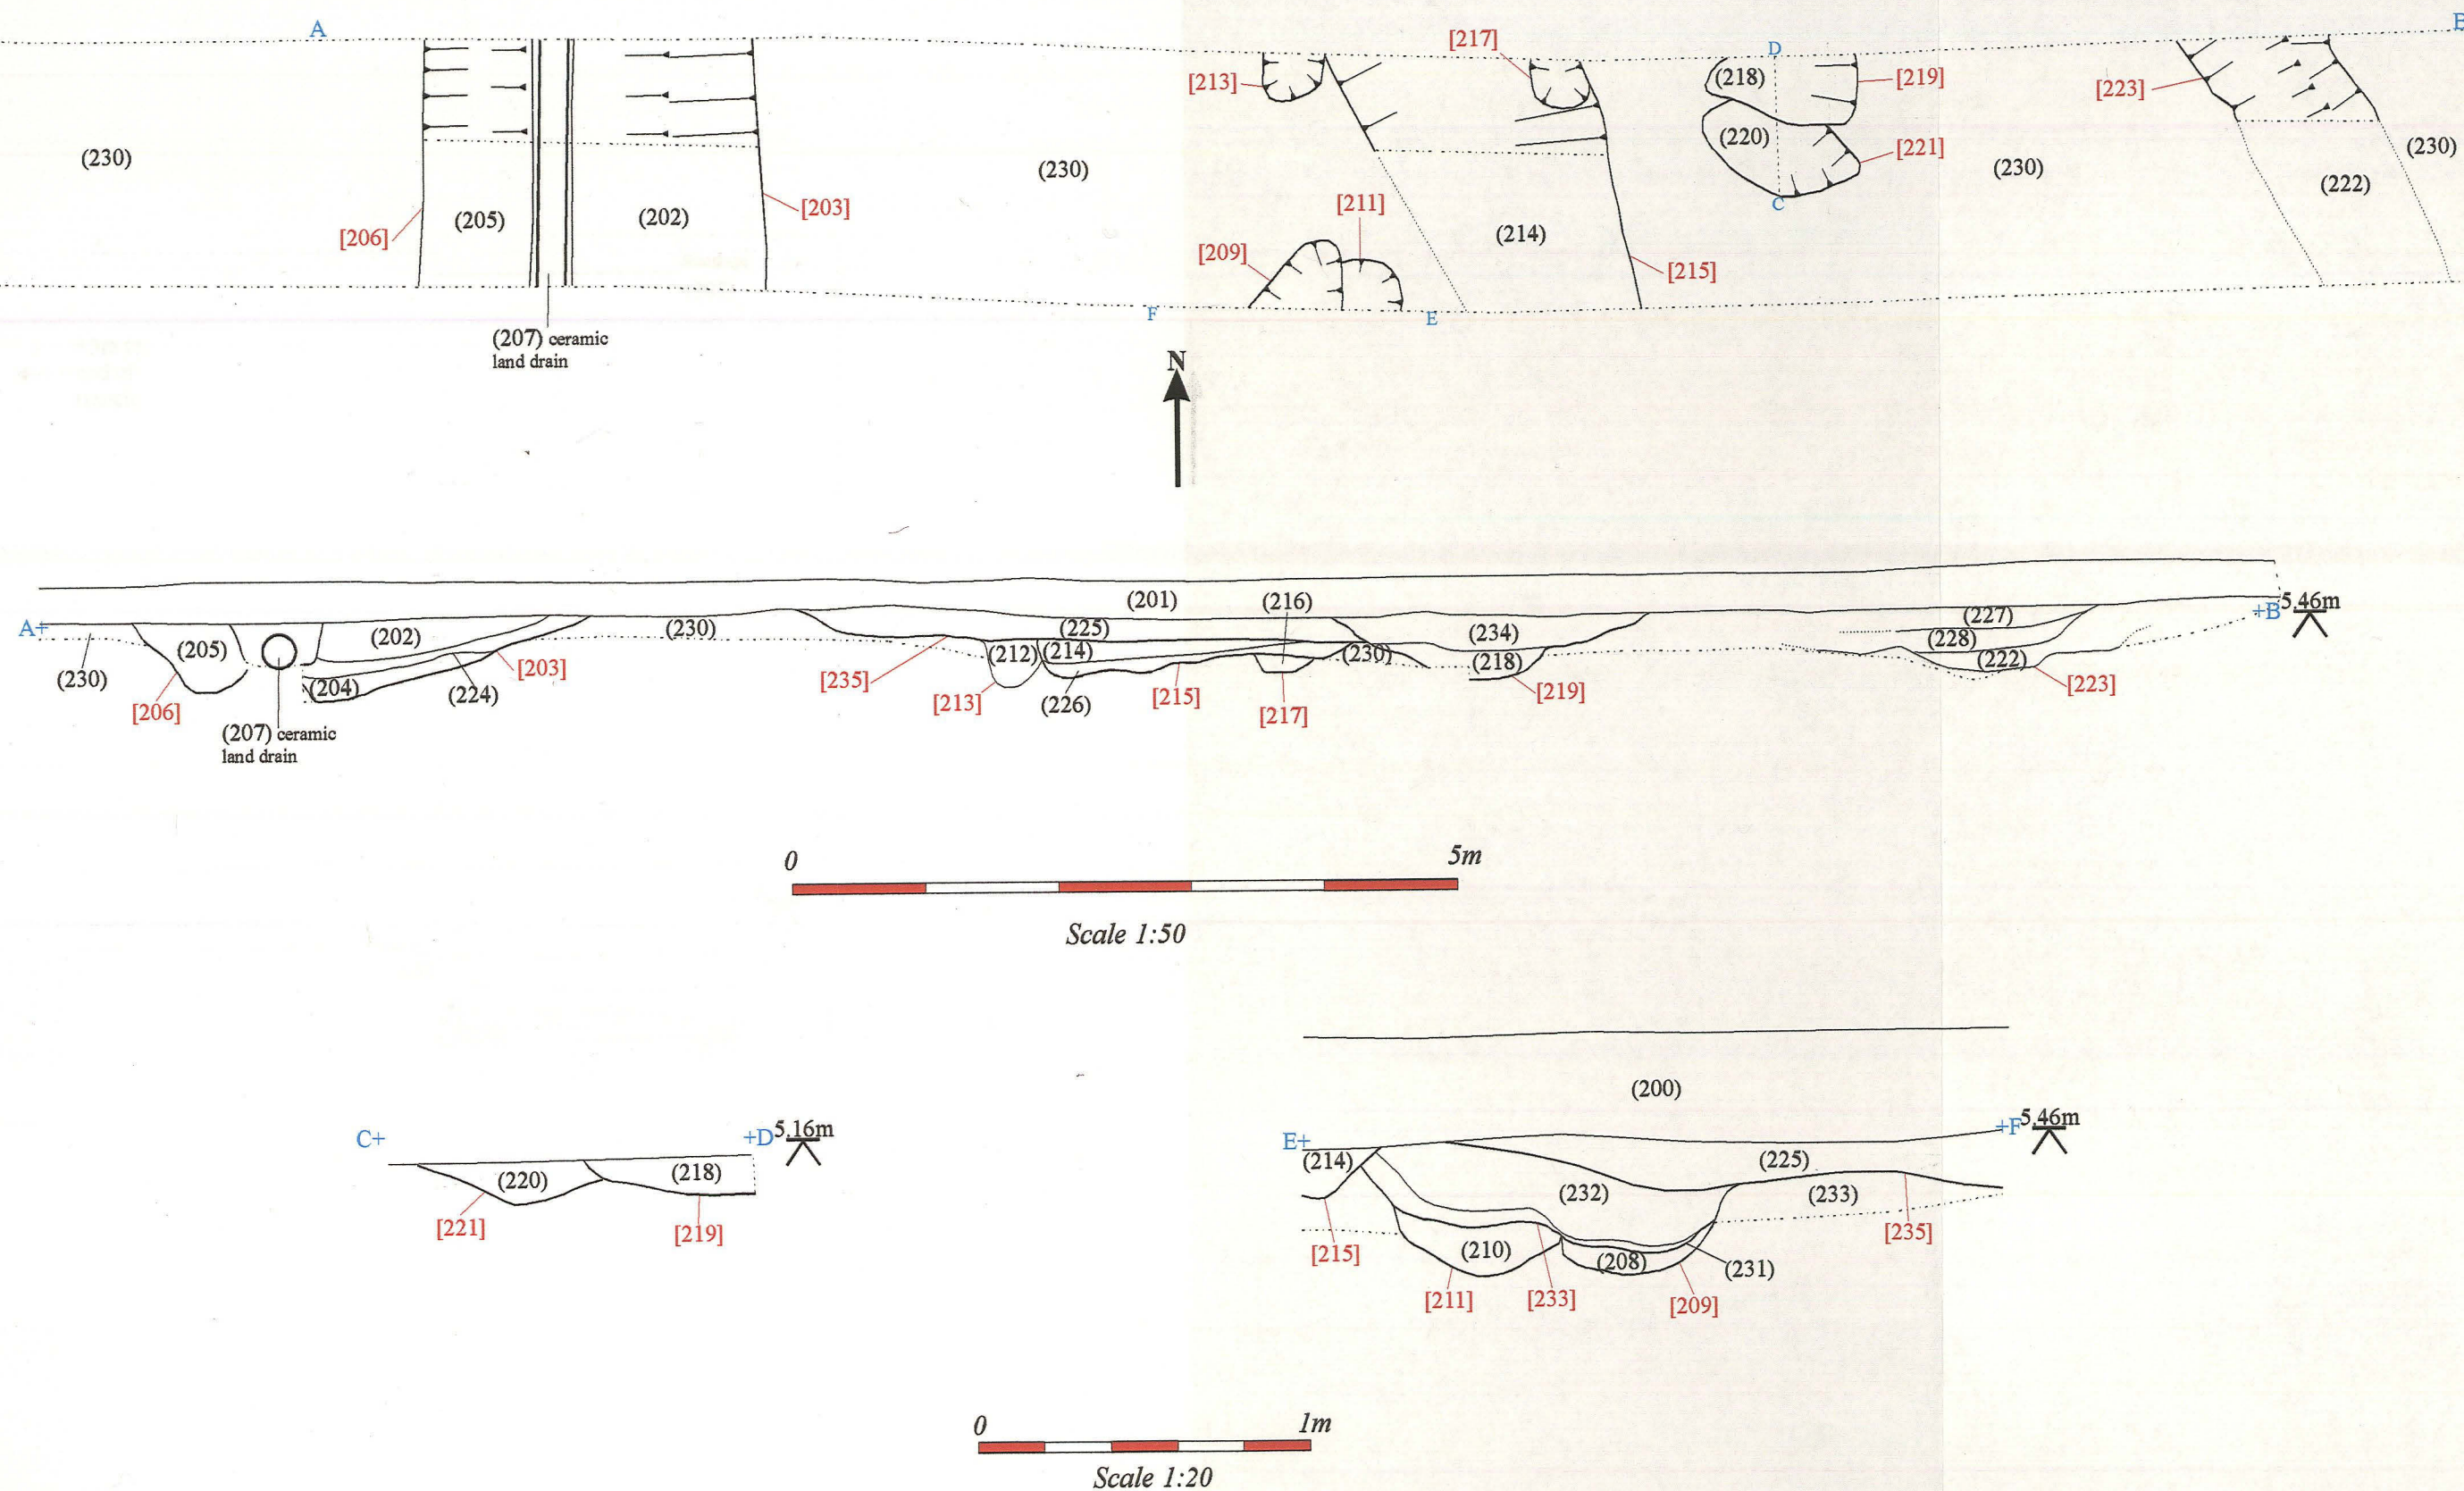 A
B
[217]
D
[213]
(218)
[219]
[223]
(220)
[221]
(230)
(230)
(230)
(230)
(222)
[211]
[203]
[206]
(205)
(202)
[209]
(214)
[215]
C
F
E
(207) ceramic
land drain
N
(201)
(216)
5.46m
+B
A+
(205)
(202)
(230)
(225)
(234)
(227)
(228)
(230)
(204)
(224)
[203]
[235]
(212)
(214)
(230)
(218)
(222)
[206]
[213]
(226)
[215]
[217]
[219]
[223]
(207) ceramic
land drain
0
5m
Scale 1:50
(200)
C+
+D
5.16m
E+
+F
5.46m
(220)
(218)
(214)
(225)
(232)
(233)
[221]
[219]
[215]
(210)
(208)
(231)
[235]
[211]
[233]
[209]
0
1m
Scale 1:20